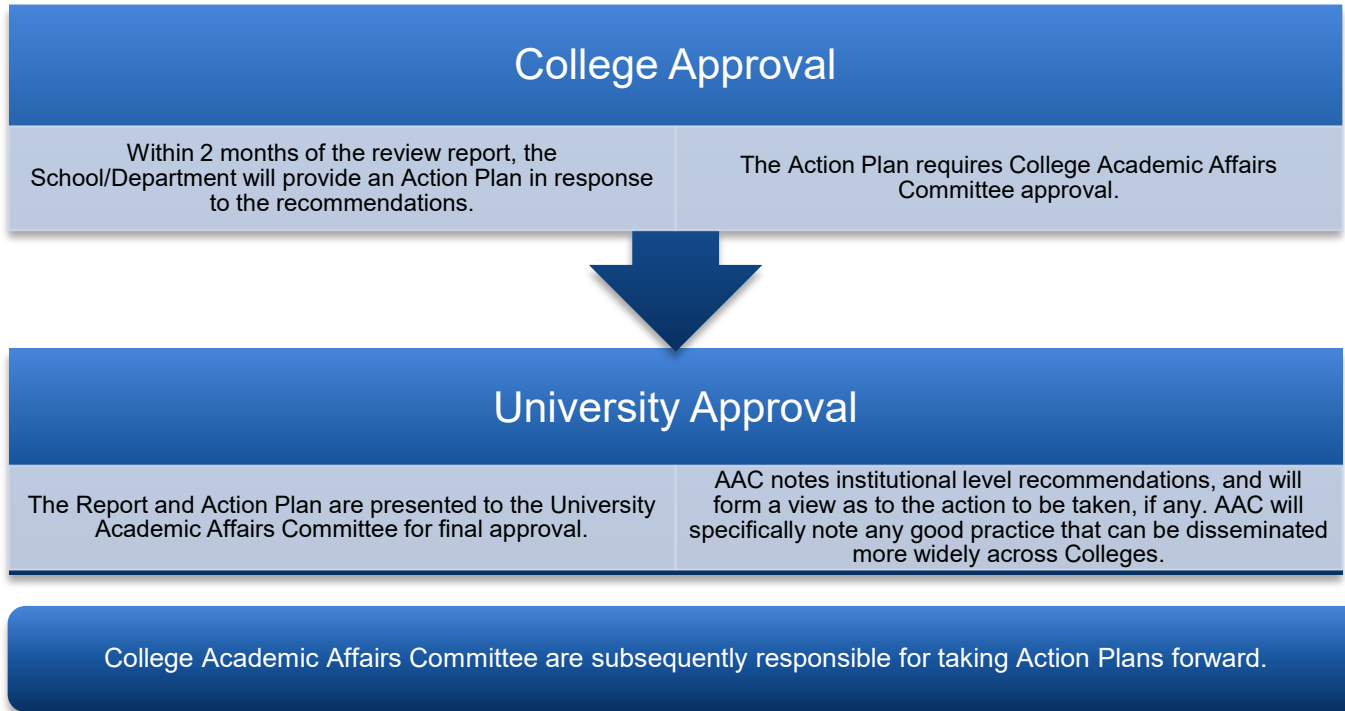 College Approval
Within 2 months of the review report, the
School/Department will provide an Action Plan in response
to the recommendations.
The Action Plan requires College Academic Affairs
Committee approval.
University Approval
The Report and Action Plan are presented to the University
Academic Affairs Committee for final approval.
AAC notes institutional level recommendations, and will
form a view as to the action to be taken, if any. AAC will
specifically note any good practice that can be disseminated
more widely across Colleges.
College Academic Affairs Committee are subsequently responsible for taking Action Plans forward.